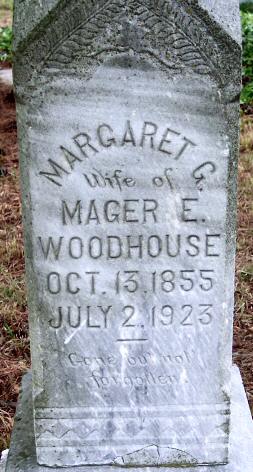 MARGARET G.
Wife of
MAGER E.
WOODHOUSE
OCT. 13, 1855
JULY 2, 1923
Gone but not
forgotten.